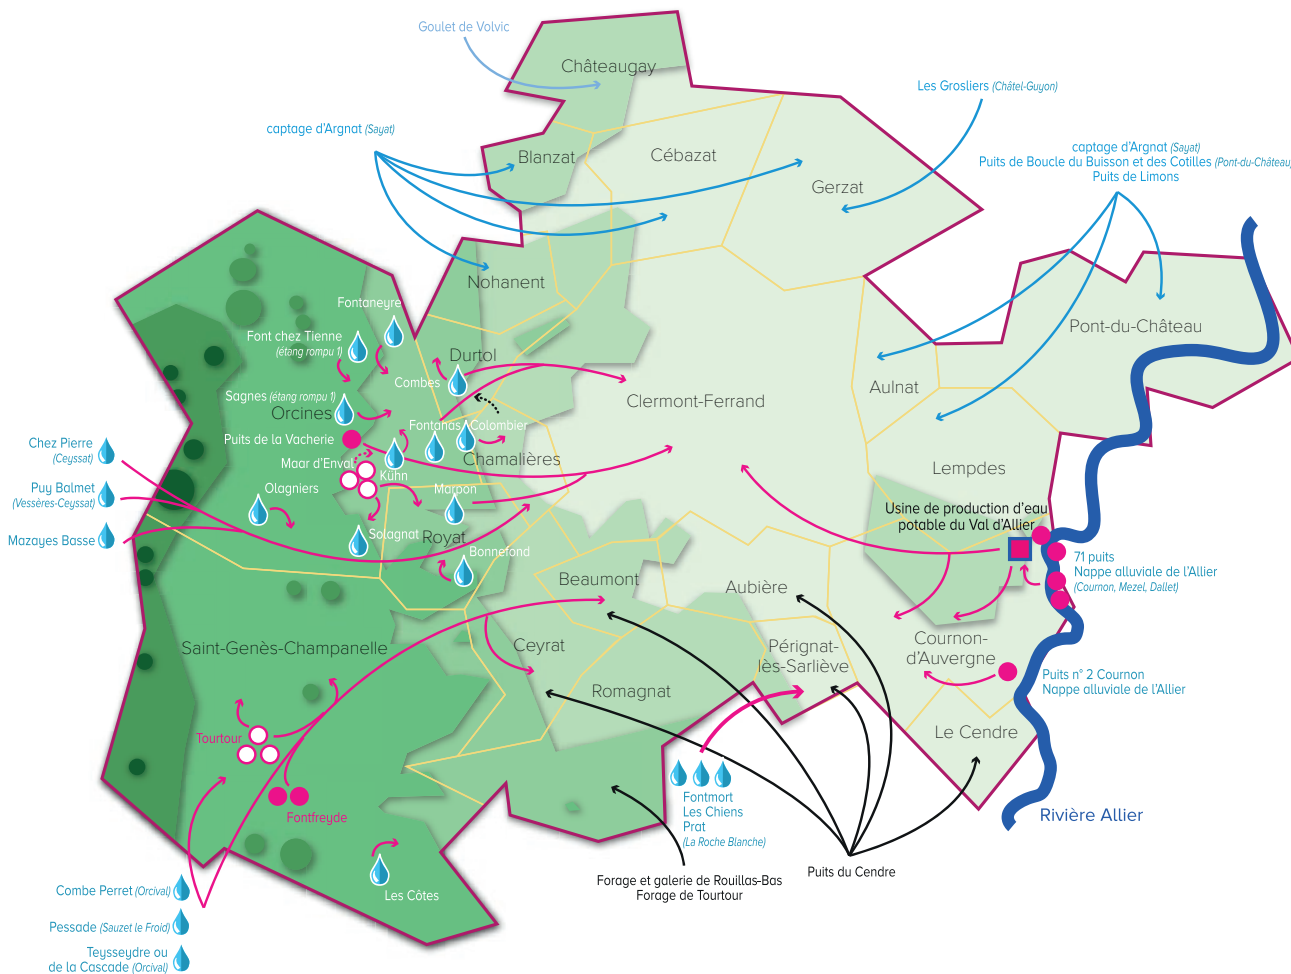 Goulet de Volvic
Châteaugay
Les Grosliers (Châtel-Guyon)
captage d'Argnat (Sayat)
captage d'Argnat (Sayat)
Puits de Boucle du Buisson et des Cotilles (Pont-du-Château)
Puits de Limons
Blanzat
Cébazat
Gerzat
Nohanent
Fontaneyre
Font chez Tienne
(étang rompu 1)
Durtol
Pont-du-Château
Combes
Aulnat
Sagnes (étang rompu 1)
Orcines
Clermont-Ferrand
Fontanas
Colombier
Puits de la Vacherie
Chez Pierre
(Ceyssat)
Maar d'Enval
Kühn
Chamalières
Lempdes
Puy Balmet
(Vessères-Ceyssat)
Olagniers
Marpon
Usine de production d'eau
potable du Val d'Allier
Mazayes Basse
Solagnat
Royat
Bonnefond
71 puits
Nappe alluviale de l'Allier
(Cournon, Mezel, Dallet)
Beaumont
Aubière
Saint-Genès-Champanelle
Ceyrat
Pérignat-
lès-Sarliève
Cournon-
d'Auvergne
Puits n° 2 Cournon
Nappe alluviale de l'Allier
Romagnat
Tourtour
Le Cendre
Fontfreyde
Fontmort
Les Chiens
Prat
(La Roche Blanche)
Rivière Allier
Puits du Cendre
Forage et galerie de Rouillas-Bas
Forage de Tourtour
Les Côtes
Combe Perret (Orcival)
Pessade (Sauzet le Froid)
Teysseydre ou
de la Cascade (Orcival)